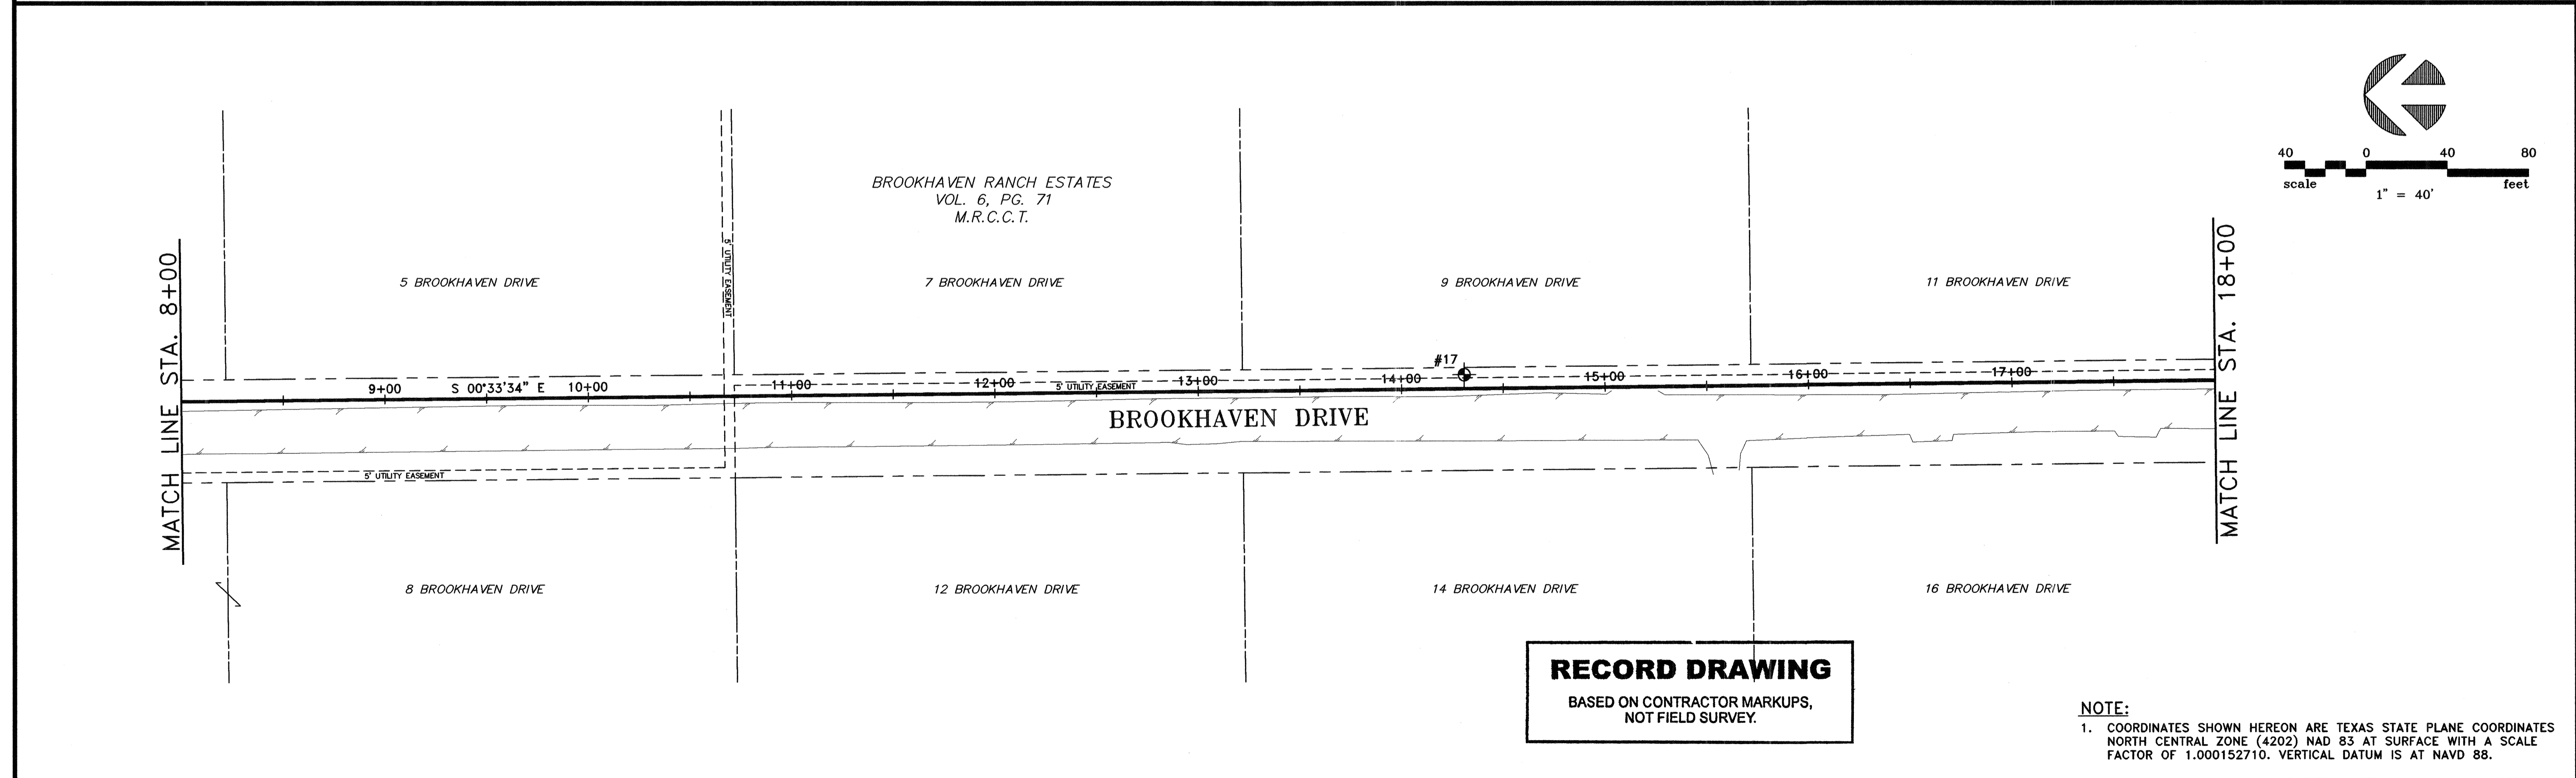 40 0 40 80
scale feet
1" = 40'
BROOKHAVEN RANCH ESTATES
VOL. 6, PG. 71
M.R.C.C.T.
MATCH LINE STA. 8+00
5 BROOKHAVEN DRIVE
5' UTILITY EASEMENT
7 BROOKHAVEN DRIVE
9 BROOKHAVEN DRIVE
11 BROOKHAVEN DRIVE
MATCH LINE STA. 18+00
#17
9+00 S 00°33'34" E 10+00 11+00 12+00 5' UTILITY EASEMENT 13+00 14+00 15+00 16+00 17+00
BROOKHAVEN DRIVE
5' UTILITY EASEMENT
8 BROOKHAVEN DRIVE
12 BROOKHAVEN DRIVE
14 BROOKHAVEN DRIVE
16 BROOKHAVEN DRIVE
RECORD DRAWING
BASED ON CONTRACTOR MARKUPS,
NOT FIELD SURVEY.
NOTE:
1. COORDINATES SHOWN HEREON ARE TEXAS STATE PLANE COORDINATES
NORTH CENTRAL ZONE (4202) NAD 83 AT SURFACE WITH A SCALE
FACTOR OF 1.000152710. VERTICAL DATUM IS AT NAVD 88.